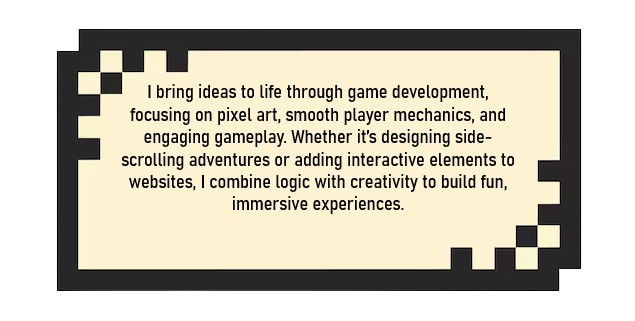 I bring ideas to life through game development,
focusing on pixel art, smooth player mechanics, and
engaging gameplay. Whether it's designing side-
scrolling adventures or adding interactive elements to
websites, I combine logic with creativity to build fun,
immersive experiences.